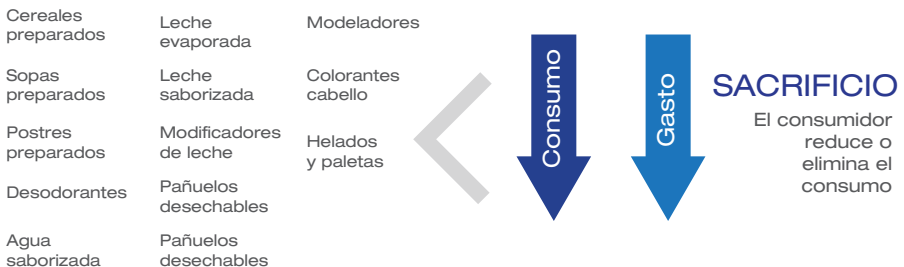 Cereales
preparados
Sopas
preparados
Postres
preparados
Desodorantes
Agua
saborizada
Leche
evaporada
Leche
saborizada
Modificadores
de leche
Pañuelos
desechables
Pañuelos
desechables
Modeladores
Colorantes
cabello
Helados
y paletas
Consumo
Gasto
SACRIFICIO
El consumidor
reduce o
elimina el
consumo